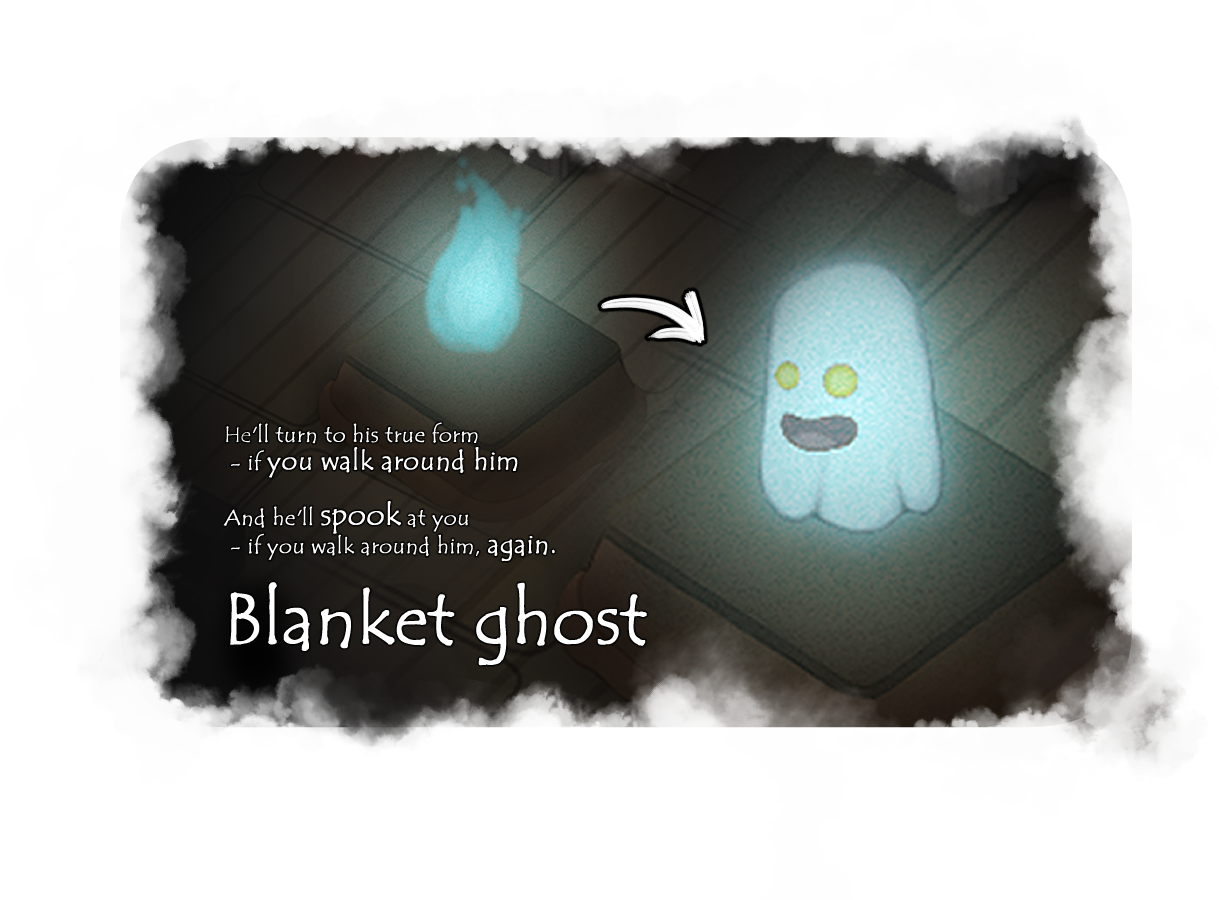 He'll turn to his true form
- if you walk around him
And he'll spook at you
- if you walk around him, again.
Blanket ghost